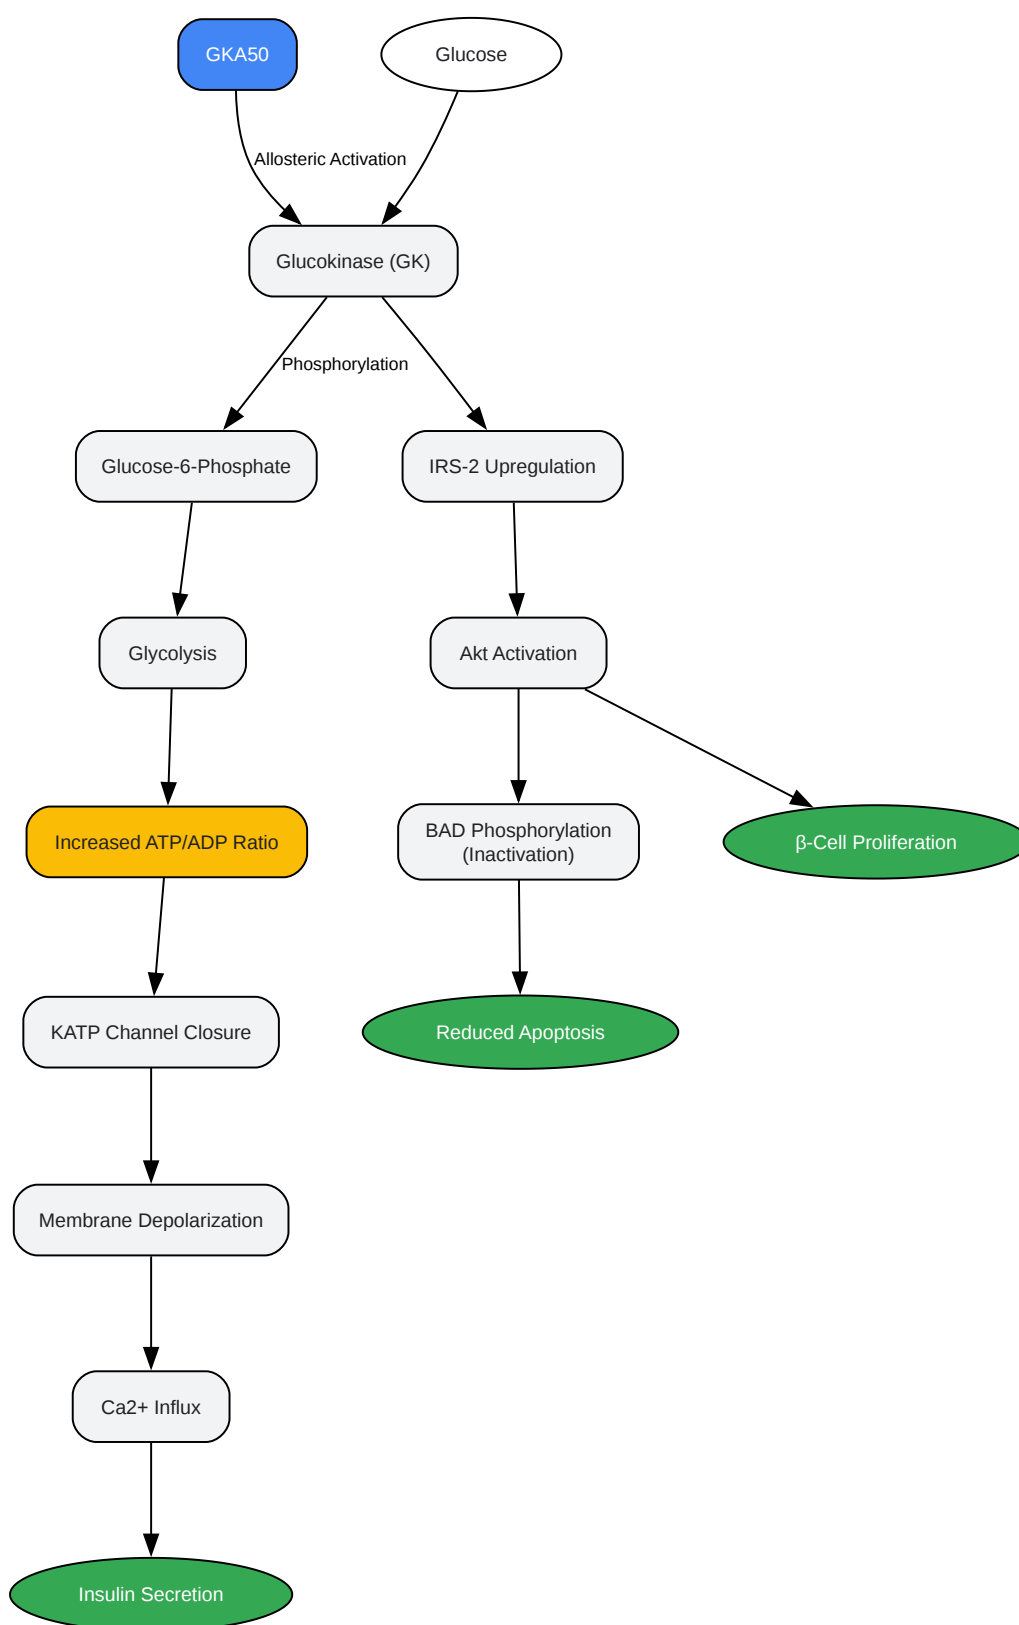 GKA50
Glucose
Allosteric Activation
Glucokinase (GK)
Phosphorylation
Glucose-6-Phosphate
IRS-2 Upregulation
Glycolysis
Akt Activation
Increased ATP/ADP Ratio
BAD Phosphorylation
(Inactivation)
β-Cell Proliferation
KATP Channel Closure
Reduced Apoptosis
Membrane Depolarization
Ca2+ Influx
Insulin Secretion